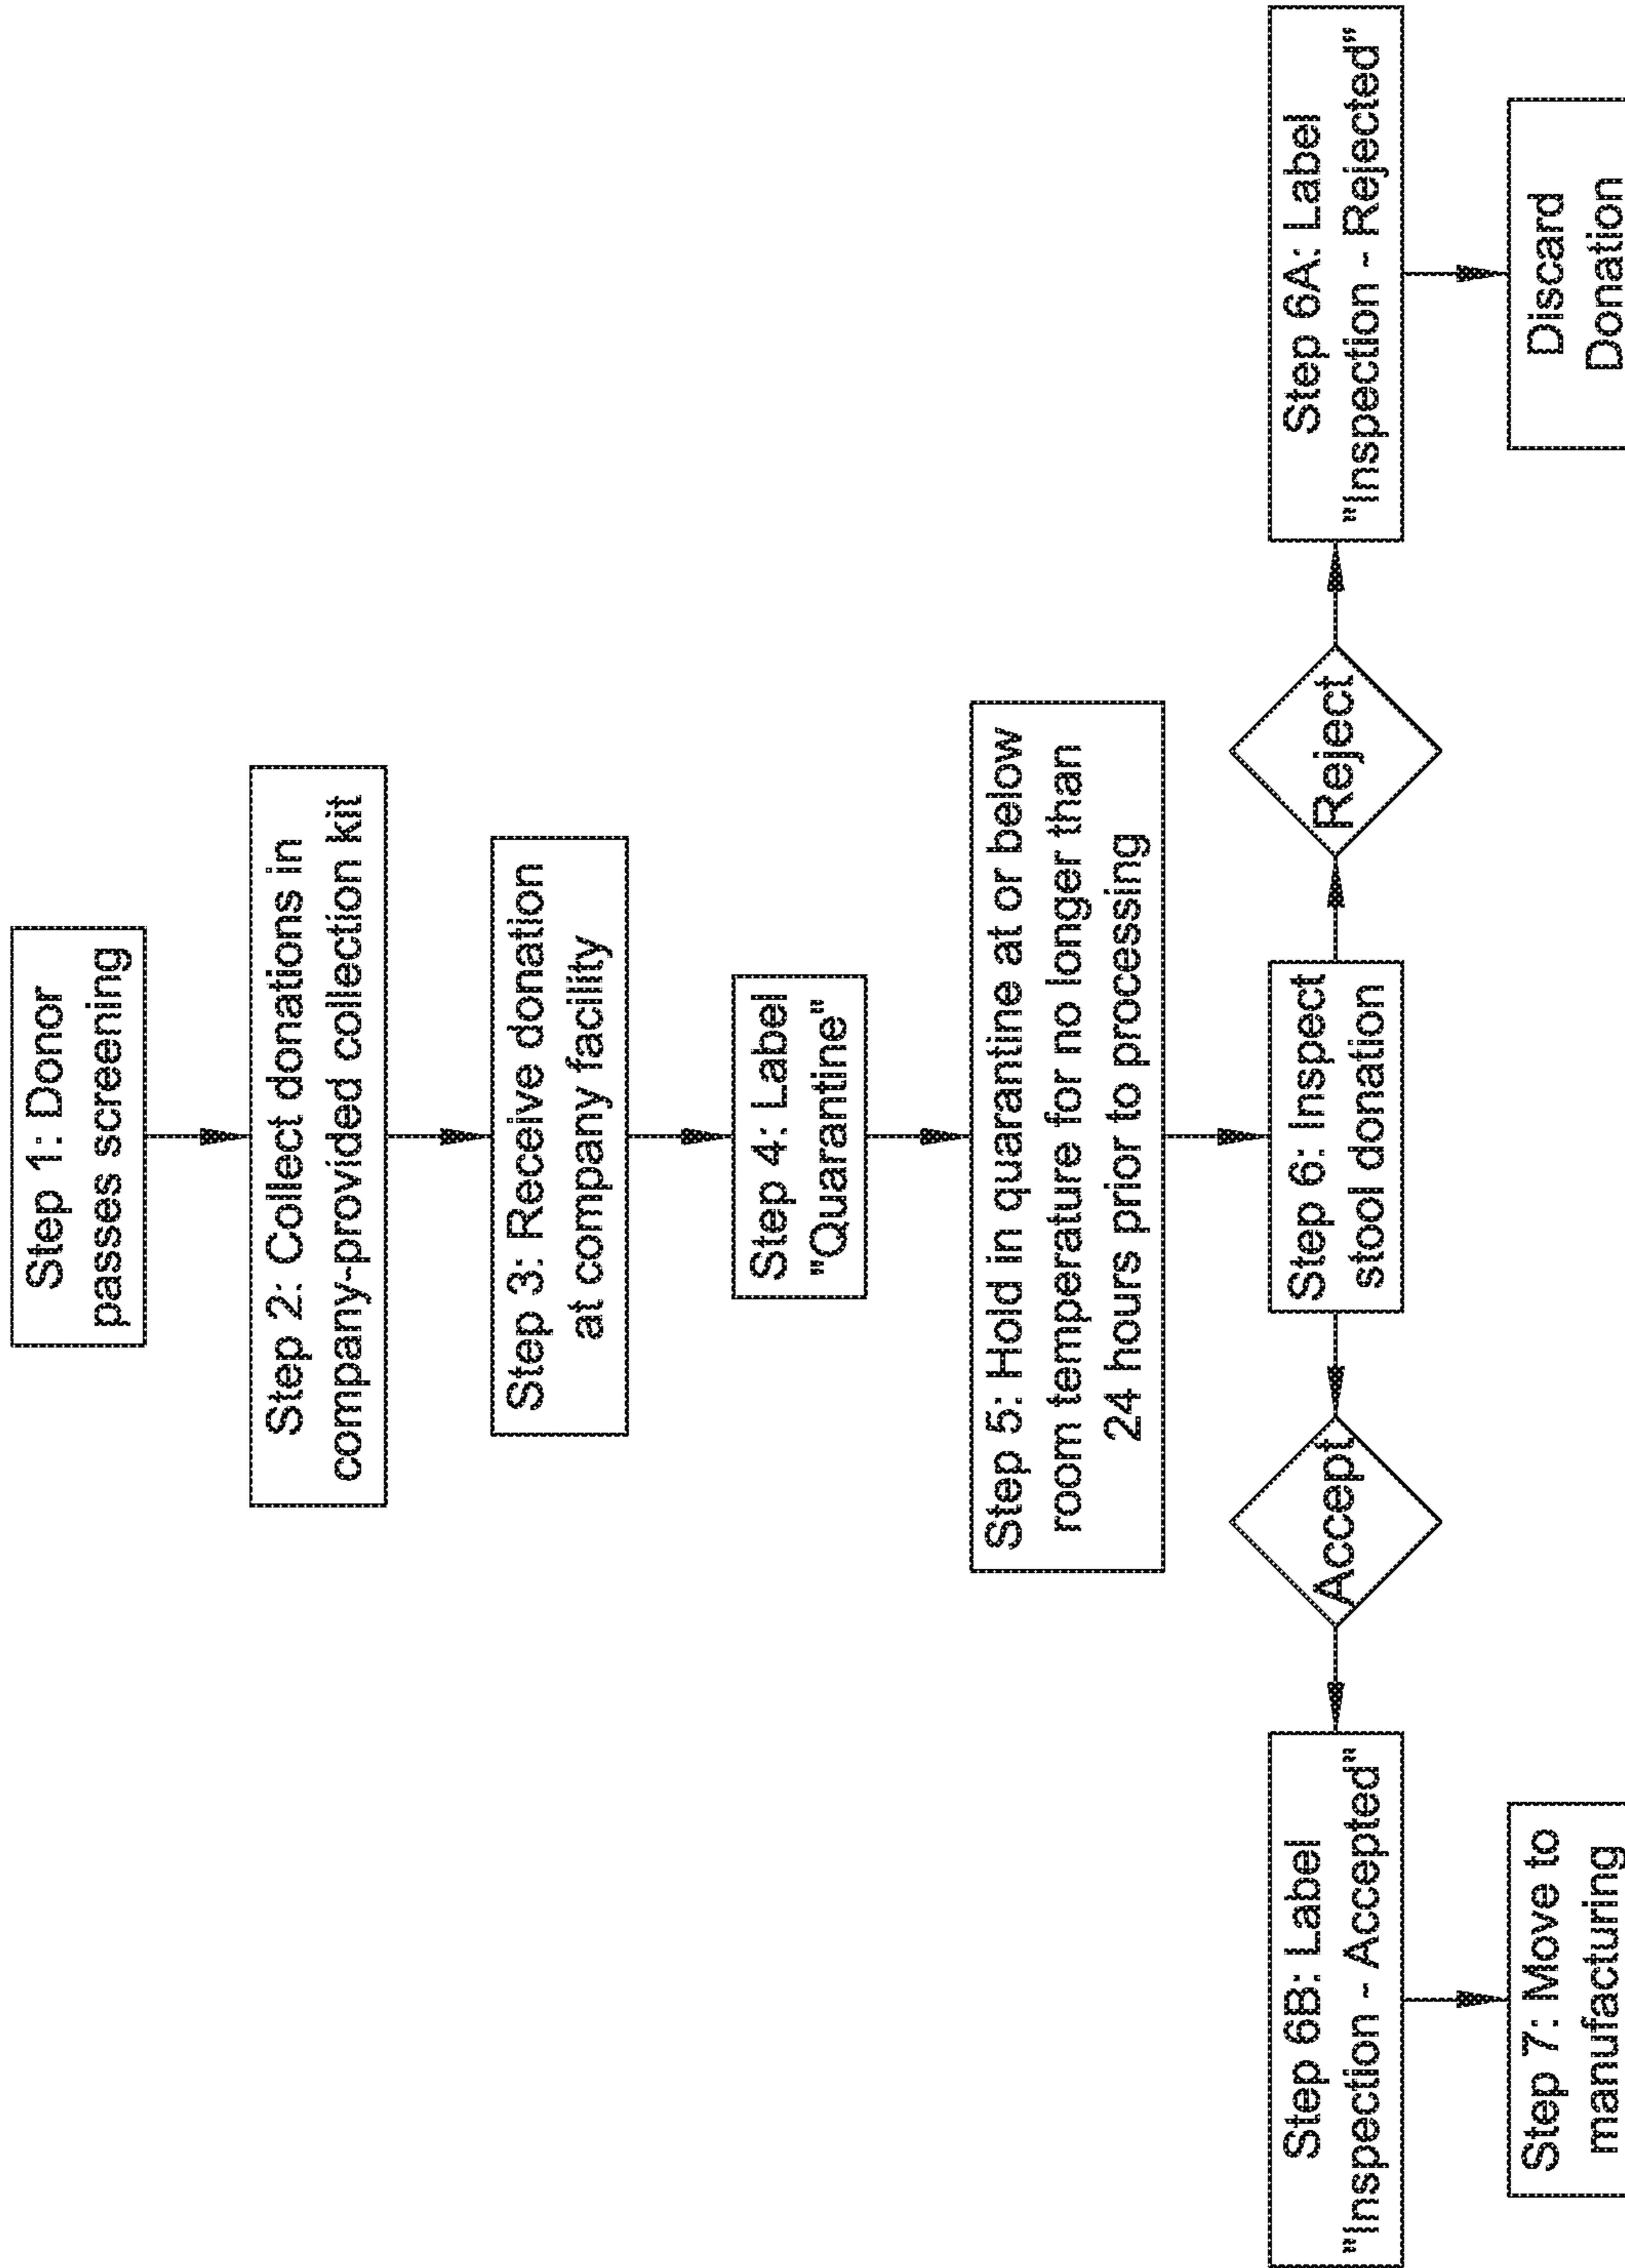 Step 1: Donor
passes screening
Step 2: Collect donations in
company-provided collection kit
Step 3: Receive donation
at company facility
Step 4: Label
"Quarantine"
Step 5: Hold in quarantine at or below
room temperature for no longer than
24 hours prior to processing
Step 6: Inspect
stool donation
Accept
Reject
Step 6B: Label
"Inspection - Accepted"
Step 6A: Label
"Inspection - Rejected"
Step 7: Move to
manufacturing
Discard
Donation